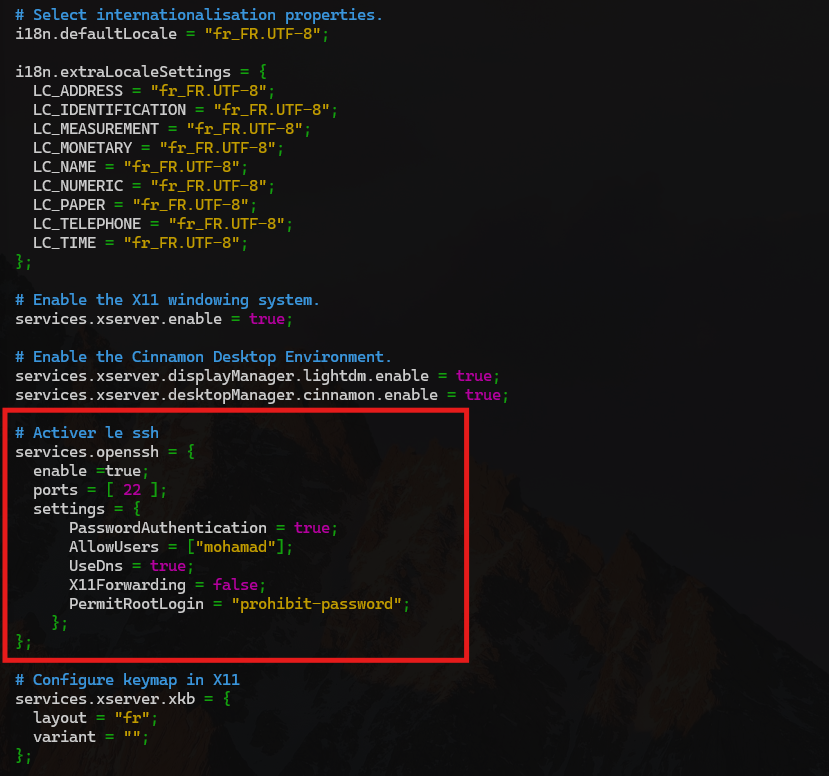 # Select internationalisation properties.
i18n.defaultLocale = "fr_FR.UTF-8";

i18n.extraLocaleSettings = {
  LC_ADDRESS = "fr_FR.UTF-8";
  LC_IDENTIFICATION = "fr_FR.UTF-8";
  LC_MEASUREMENT = "fr_FR.UTF-8";
  LC_MONETARY = "fr_FR.UTF-8";
  LC_NAME = "fr_FR.UTF-8";
  LC_NUMERIC = "fr_FR.UTF-8";
  LC_PAPER = "fr_FR.UTF-8";
  LC_TELEPHONE = "fr_FR.UTF-8";
  LC_TIME = "fr_FR.UTF-8";
};

# Enable the X11 windowing system.
services.xserver.enable = true;

# Enable the Cinnamon Desktop Environment.
services.xserver.displayManager.lightdm.enable = true;
services.xserver.desktopManager.cinnamon.enable = true;

# Activer le ssh
services.openssh = {
  enable =true;
  ports = [ 22 ];
  settings = {
      PasswordAuthentication = true;
      AllowUsers = ["mohamad"];
      UseDns = true;
      X11Forwarding = false;
      PermitRootLogin = "prohibit-password";
    };
};

# Configure keymap in X11
services.xserver.xkb = {
  layout = "fr";
  variant = "";
};